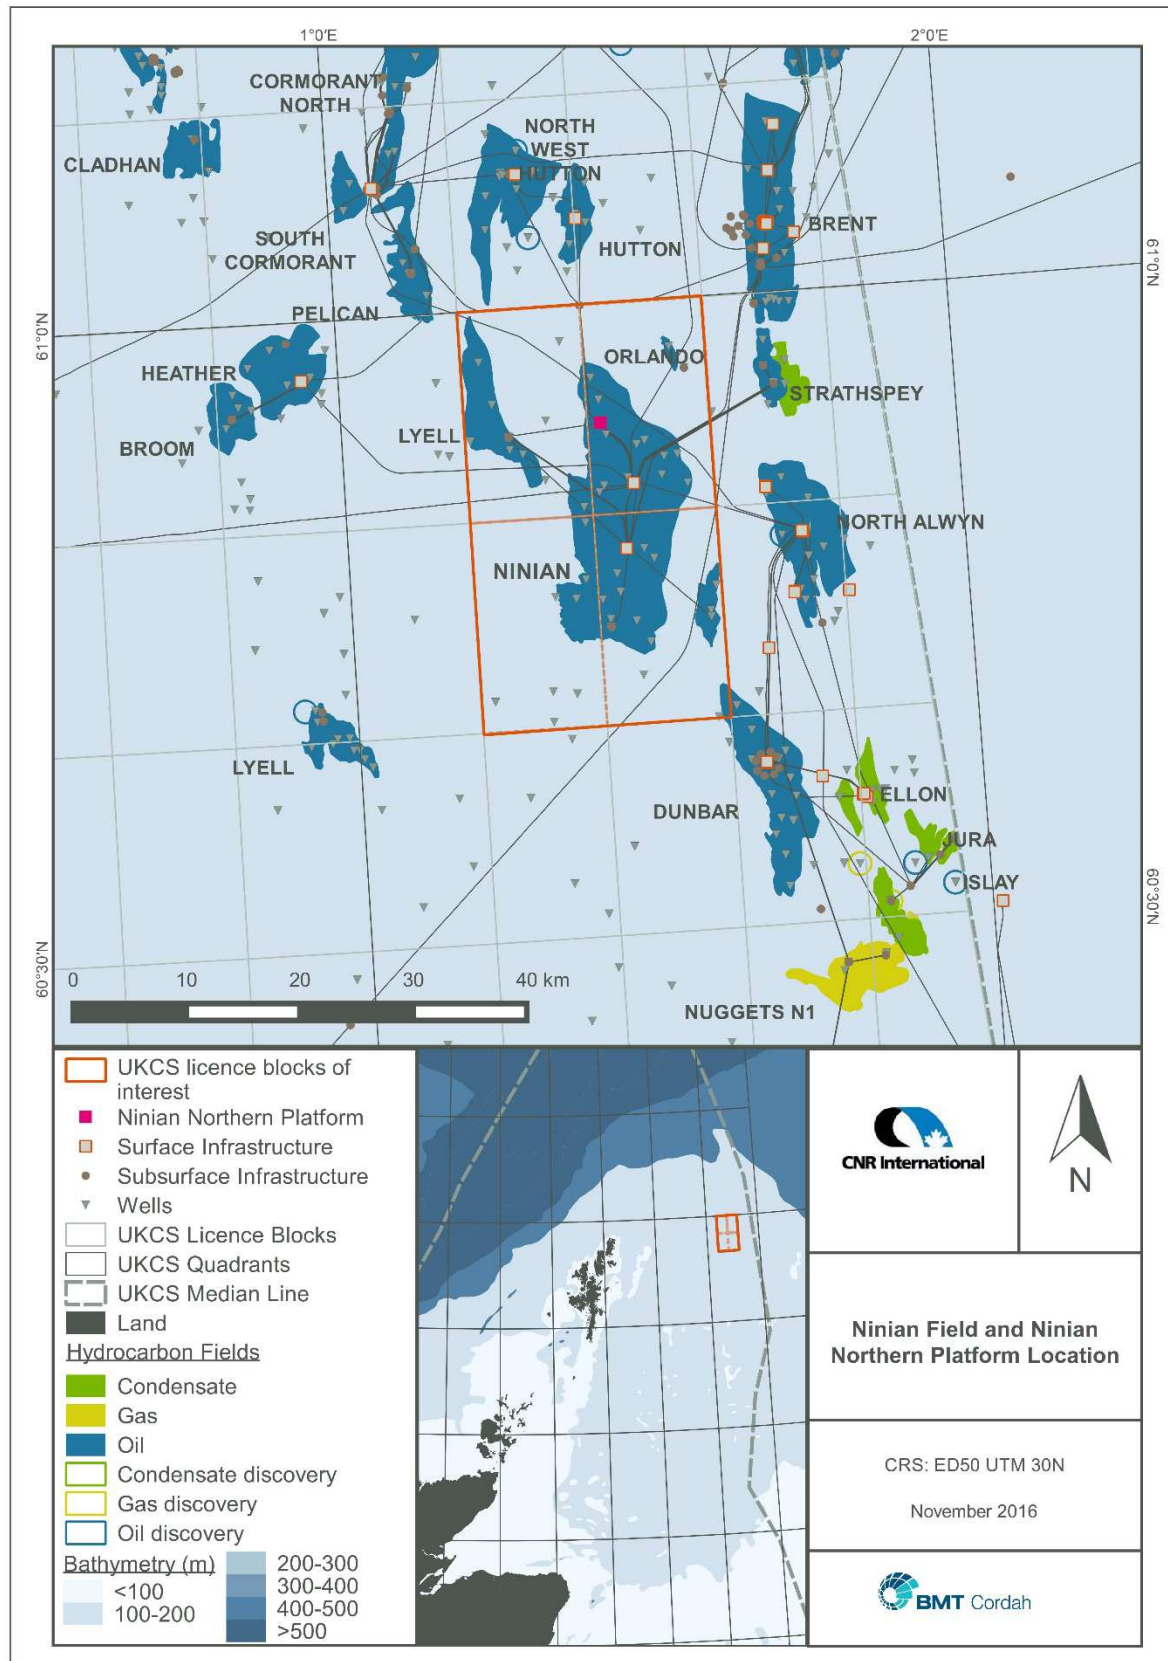 1°0'E
2°0'E
CORMORANT
NORTH
NORTH
WEST
HUTTON
CLADHAN
BRENT
SOUTH
CORMORANT
HUTTON
61°0'N
PELICAN
61°0'N
ORLANDO
HEATHER
STRATHSPEY
LYELL
BROOM
NORTH ALWYN
NINIAN
LYELL
DUNBAR
ELLON
JURA
ISLAY
60°30'N
60°30'N
0 10 20 30 40 km
NUGGETS N1
UKCS licence blocks of
interest
Ninian Northern Platform
Surface Infrastructure
Subsurface Infrastructure
Wells
UKCS Licence Blocks
UKCS Quadrants
UKCS Median Line
Land
Hydrocarbon Fields
Condensate
Gas
Oil
Condensate discovery
Gas discovery
Oil discovery
Bathymetry (m)
<100
100-200
200-300
300-400
400-500
>500
CNR International
N
Ninian Field and Ninian
Northern Platform Location
CRS: ED50 UTM 30N
November 2016
BMT Cordah